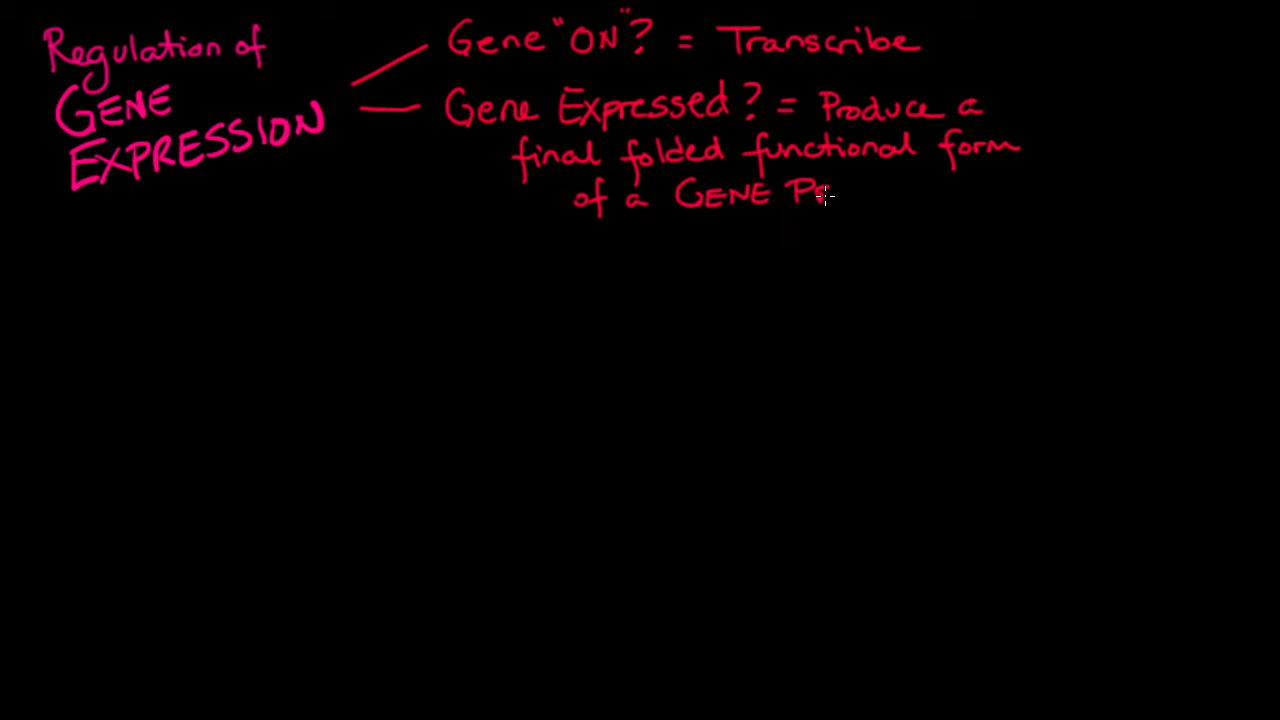 Regulation of
GENE
EXPRESSION
Gene "ON"? = Transcribe
Gene Expressed? = Produce a
final folded functional form
of a GENE